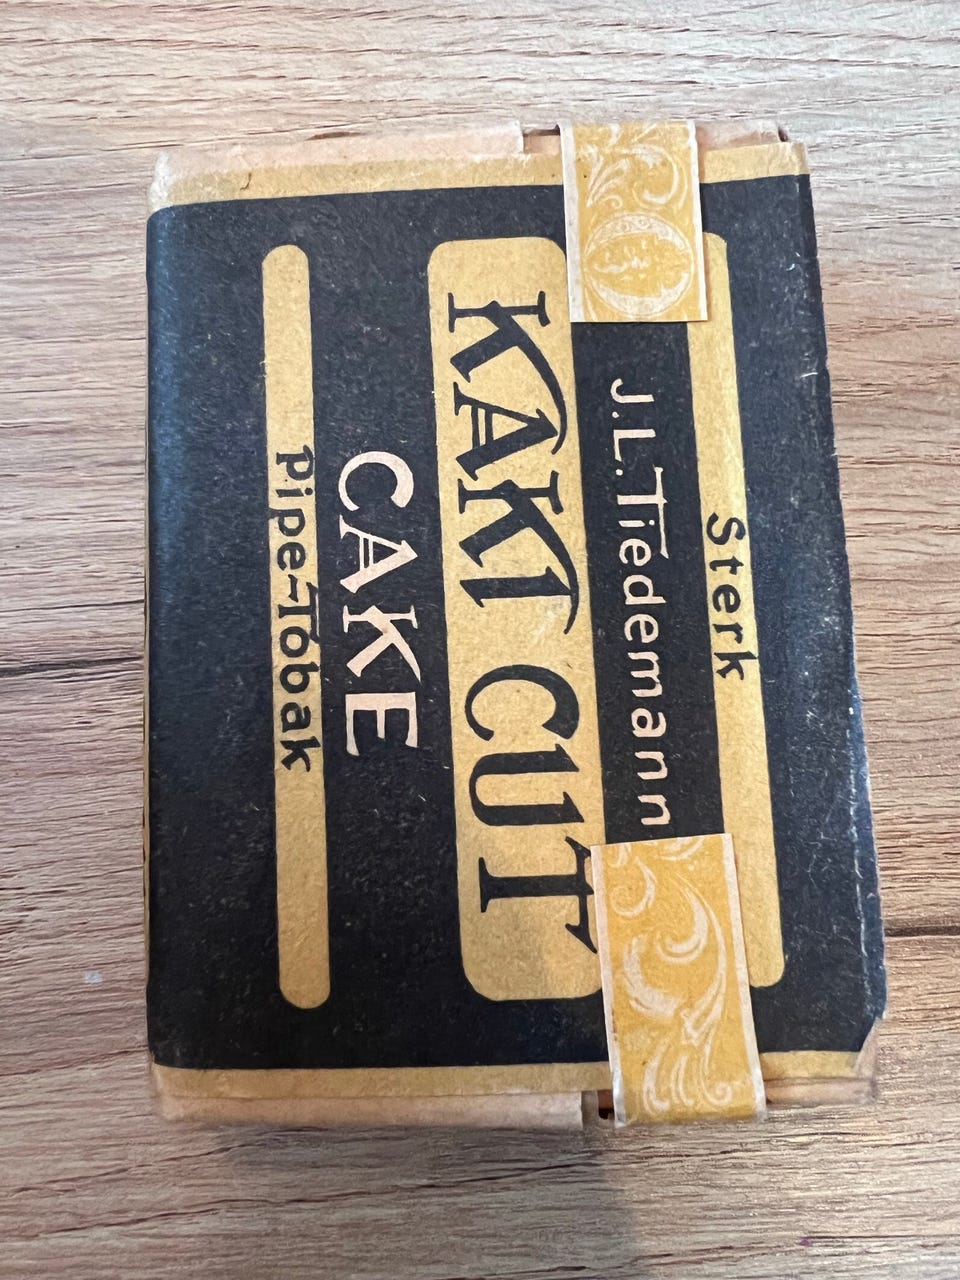 Sterk
J.L.Tiedemann
KAKI CUT
CAKE
Pipe-Tobak